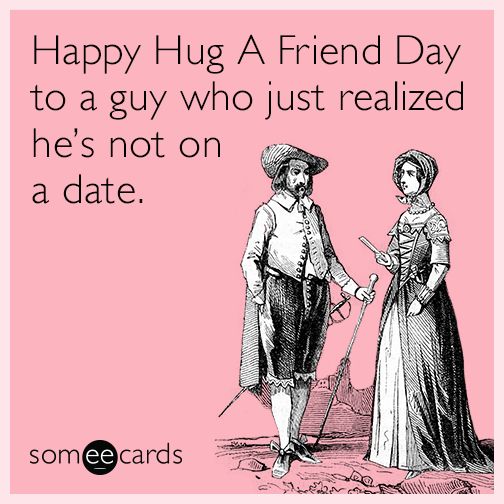 Happy Hug A Friend Day
to a guy who just realized
he's not on
a date.
someecards